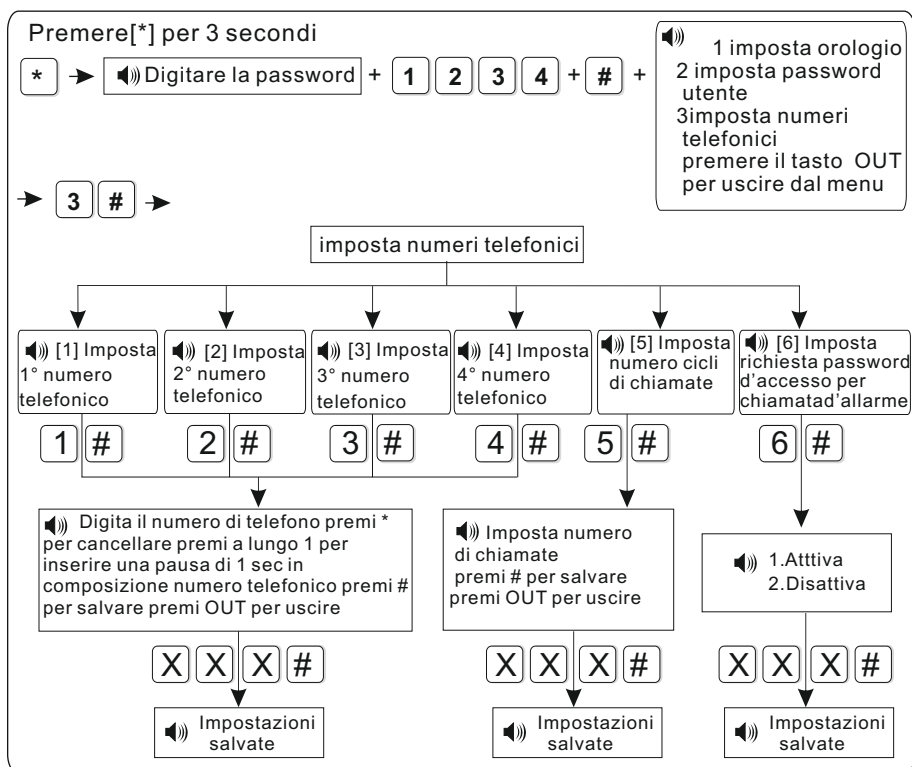 Premere[*] per 3 secondi
* Digitare la password + 1 2 3 4 + # +
1 imposta orologio
2 imposta password
utente
3imposta numeri
telefonici
premere il tasto OUT
per uscire dal menu
3 #
imposta numeri telefonici
[1] Imposta
1° numero
telefonico
[2] Imposta
2° numero
telefonico
[3] Imposta
3° numero
telefonico
[4] Imposta
4° numero
telefonico
[5] Imposta
numero cicli
di chiamate
[6] Imposta
richiesta password
d'accesso per
chiamatad'allarme
1 # 2 # 3 # 4 # 5 # 6 #
Digita il numero di telefono premi *
per cancellare premi a lungo 1 per
inserire una pausa di 1 sec in
composizione numero telefonico premi #
per salvare premi OUT per uscire
Imposta numero
di chiamate
premi # per salvare
premi OUT per uscire
1.Atttiva
2.Disattiva
X X X # X X X # X X X #
Impostazioni
salvate
Impostazioni
salvate
Impostazioni
salvate